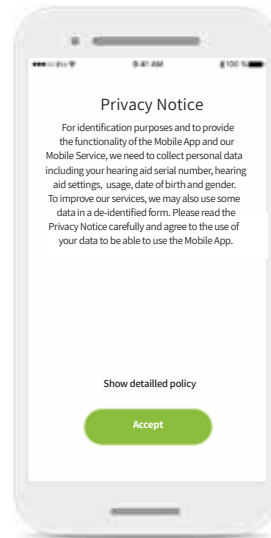 9:41 AM
Privacy Notice
For identification purposes and to provide
the functionality of the Mobile App and our
Mobile Service, we need to collect personal data
including your hearing aid serial number, hearing
aid settings, usage, date of birth and gender.
To improve our services, we may also use some
data in a de-identified form. Please read the
Privacy Notice carefully and agree to the use of
your data to be able to use the Mobile App.
Show detailled policy
Accept